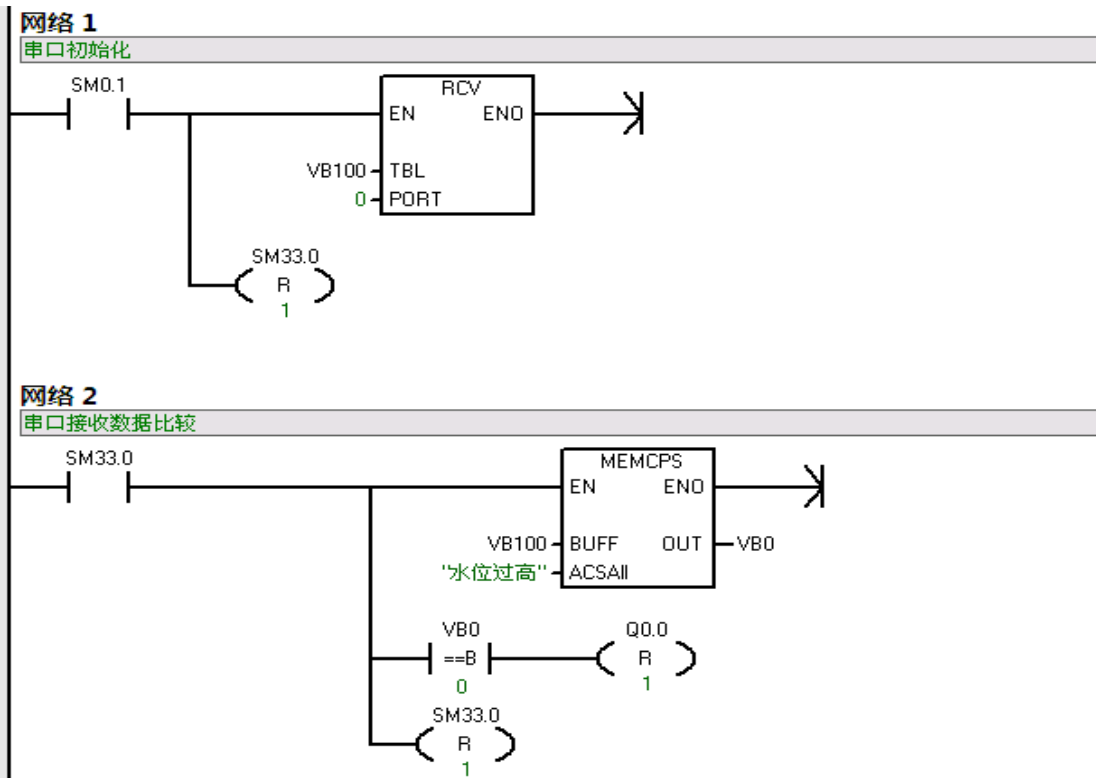 网络 1
串口初始化
SM0.1
RCV
EN ENO
VB100 TBL
0 PORT
SM33.0
R
1
网络 2
串口接收数据比较
SM33.0
MEMCPS
EN ENO
VB100 BUFF OUT VB0
"水位过高" ACSAII
VB0 Q0.0
==B R
0 1
SM33.0
R
1